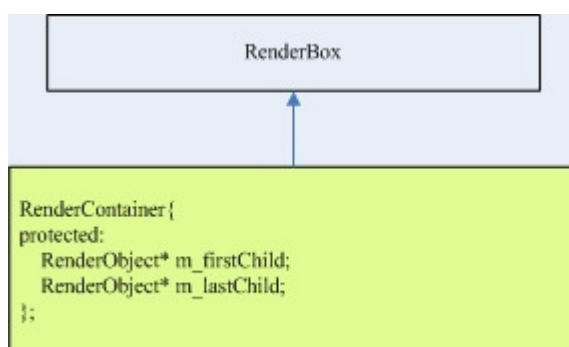 RenderBox
RenderContainer{
protected:
RenderObject* m_firstChild;
RenderObject* m_lastChild;
};